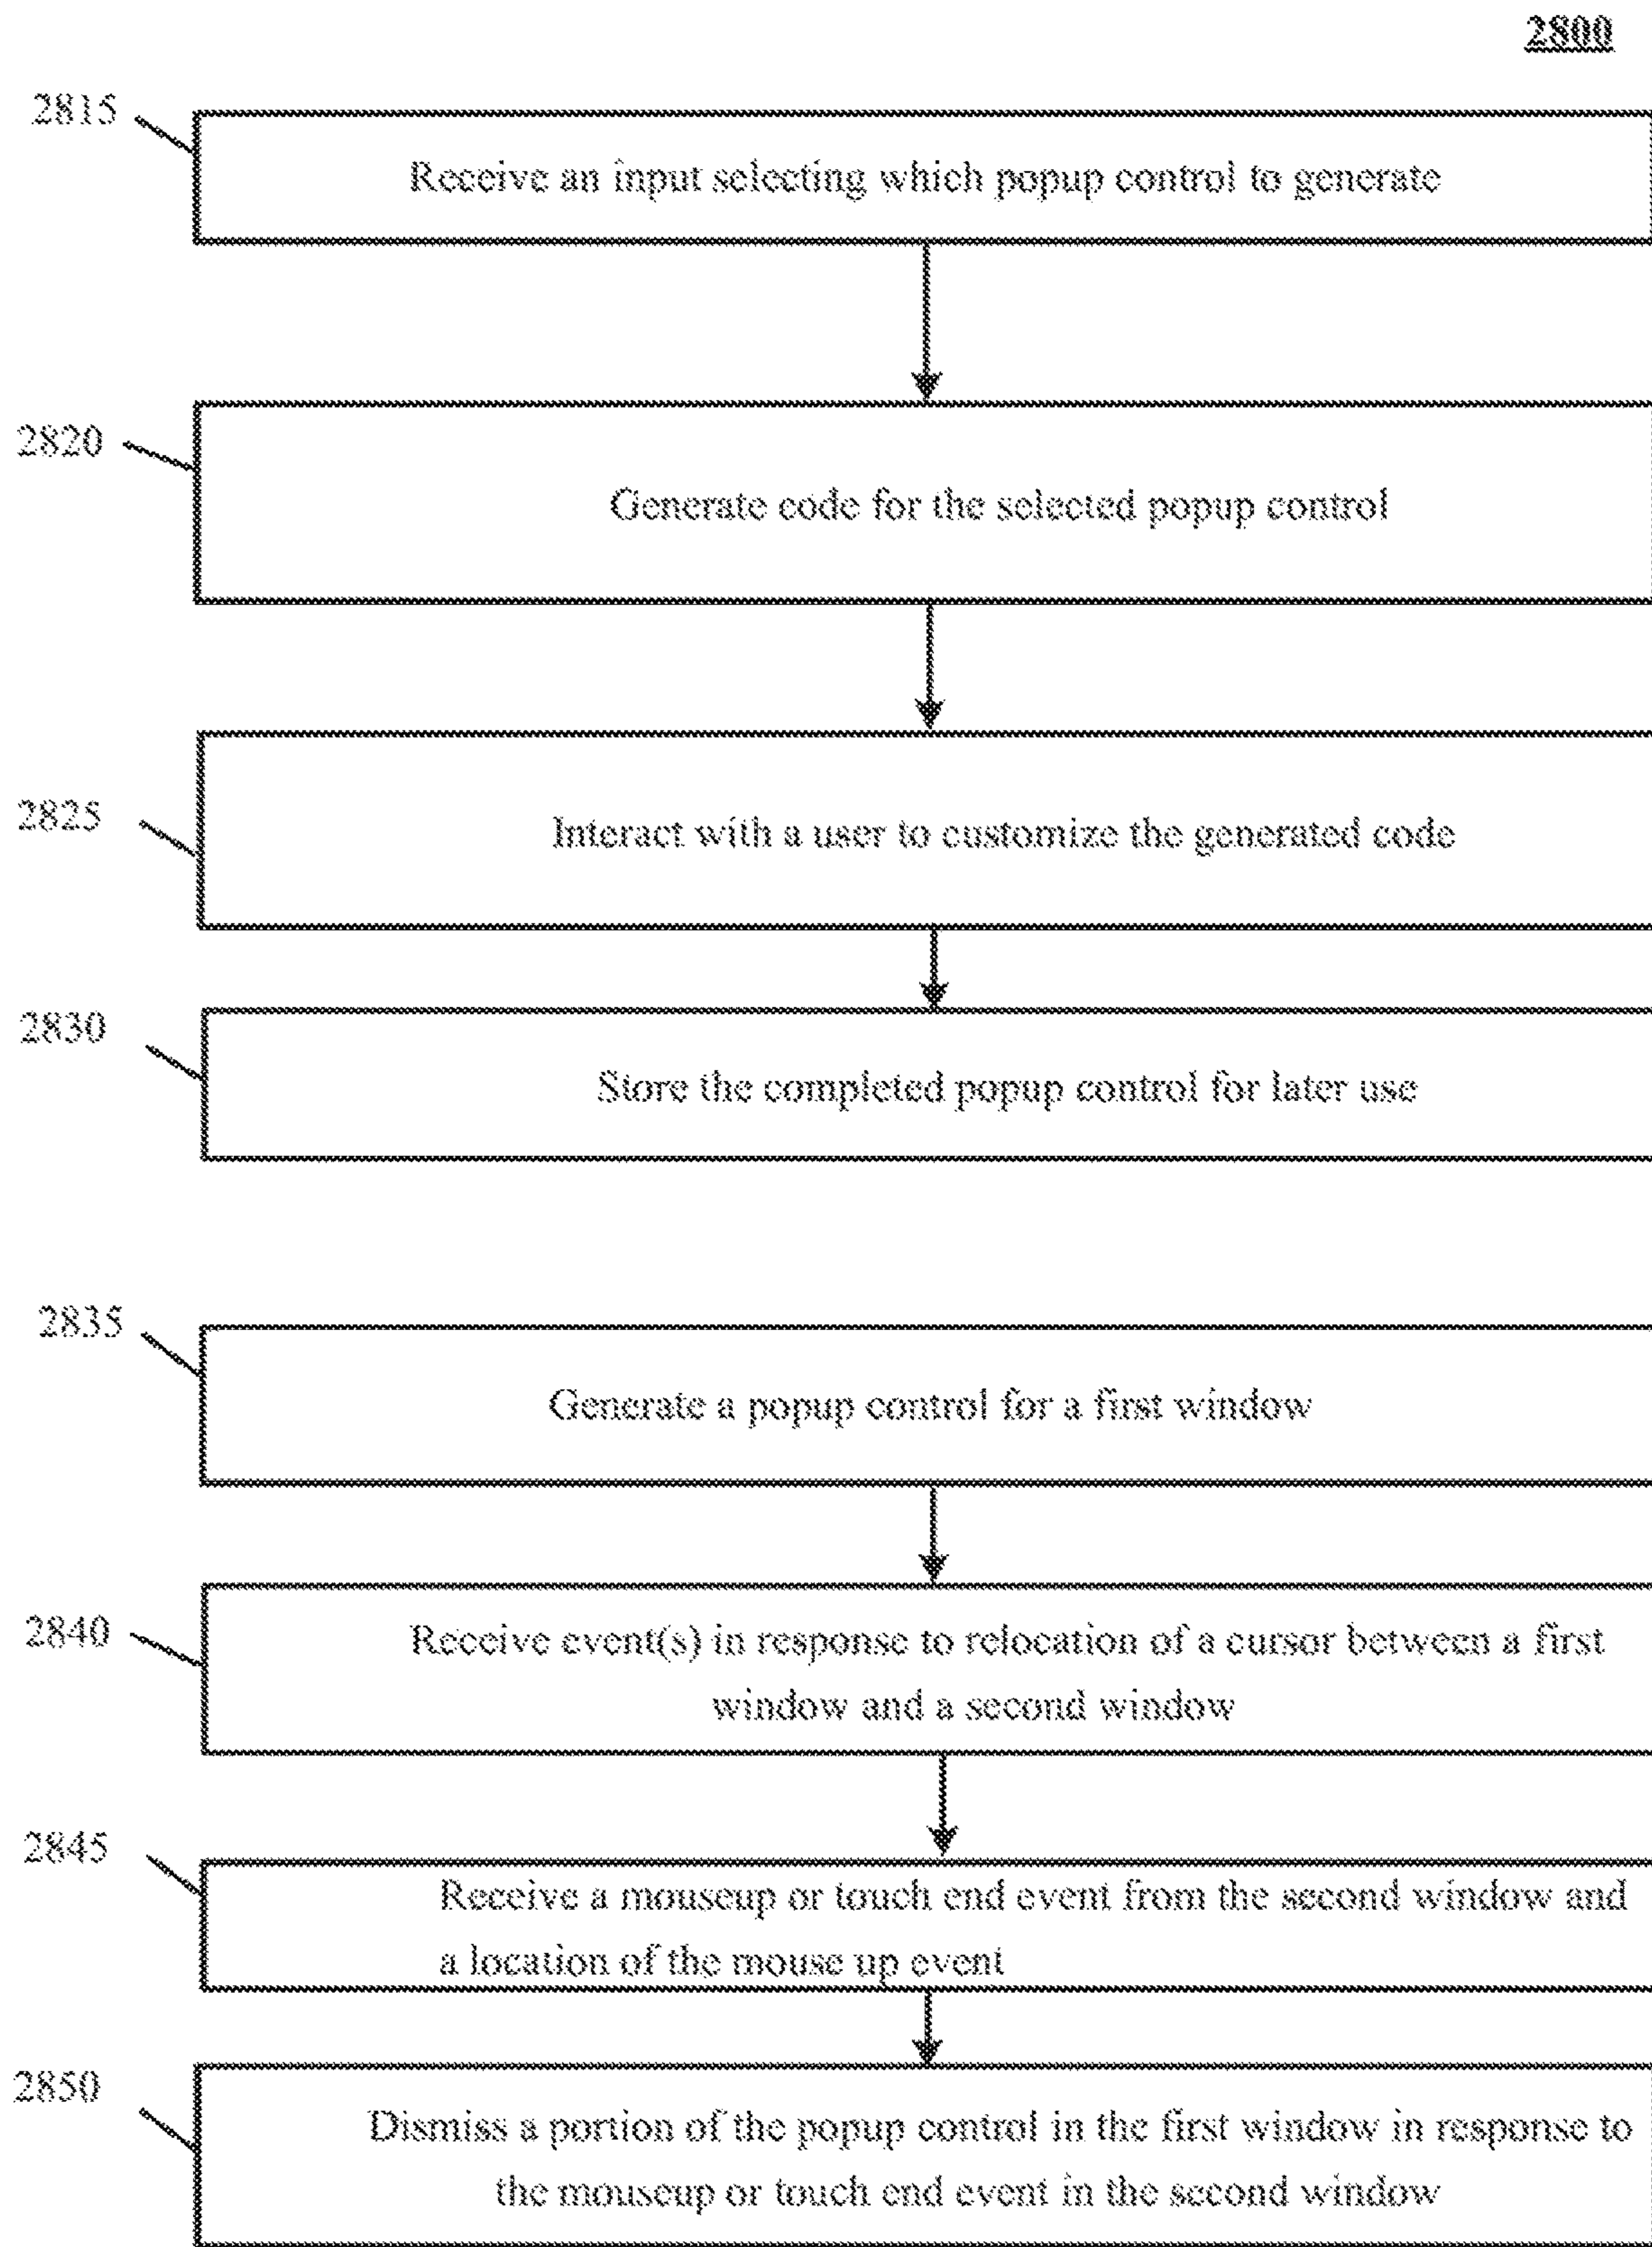 2800
2815
Receive an input selecting which popup control to generate
2820
Generate code for the selected popup control
2825
Interact with a user to customize the generated code
2830
Store the completed popup control for later use
2835
Generate a popup control for a first window
2840
Receive event(s) in response to relocation of a cursor between a first
window and a second window
2845
Receive a mouseup or touch end event from the second window and
a location of the mouse up event
2850
Dismiss a portion of the popup control in the first window in response to
the mouseup or touch end event in the second window